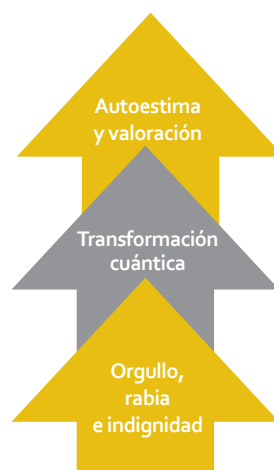 Autoestima
y valoración
Transformación
cuántica
Orgullo,
rabia
e indignidad